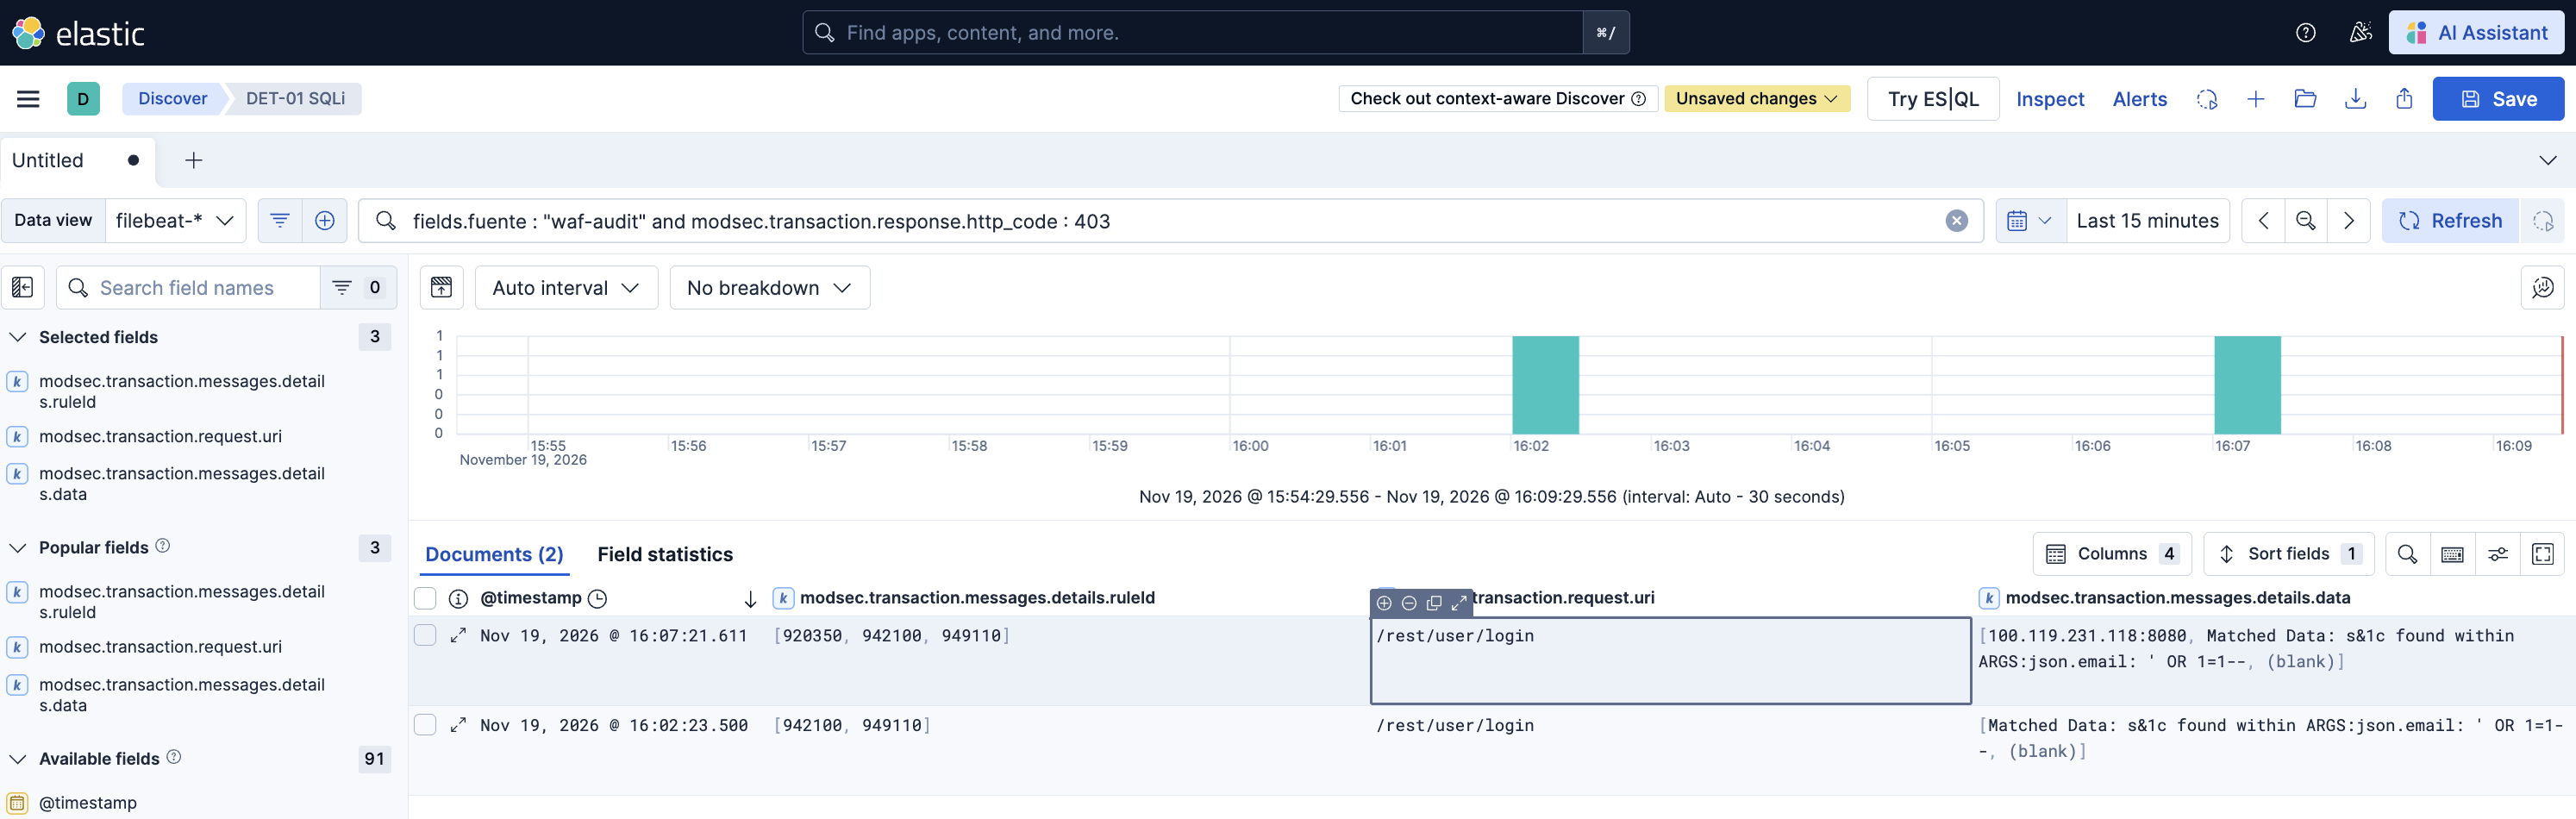 elastic
Find apps, content, and more.
⌘/
AI Assistant
D
Discover
DET-01 SQLi
Check out context-aware Discover
Unsaved changes
Try ES|QL
Inspect
Alerts
Save
Untitled
Data view
filebeat-*
fields.fuente : "waf-audit" and modsec.transaction.response.http_code : 403
Last 15 minutes
Refresh
Search field names
0
Auto interval
No breakdown
Selected fields
3
k modsec.transaction.messages.detail
s.ruleId
k modsec.transaction.request.uri
k modsec.transaction.messages.detail
s.data
Popular fields
3
k modsec.transaction.messages.detail
s.ruleId
k modsec.transaction.request.uri
k modsec.transaction.messages.detail
s.data
Available fields
91
@timestamp
1
1
1
0
0
0
15:55 15:56 15:57 15:58 15:59 16:00 16:01 16:02 16:03 16:04 16:05 16:06 16:07 16:08 16:09
November 19, 2026
Nov 19, 2026 @ 15:54:29.556 - Nov 19, 2026 @ 16:09:29.556 (interval: Auto - 30 seconds)
Documents (2)
Field statistics
Columns 4
Sort fields 1
@timestamp
k modsec.transaction.messages.details.ruleId
transaction.request.uri
k modsec.transaction.messages.details.data
Nov 19, 2026 @ 16:07:21.611
[920350, 942100, 949110]
/rest/user/login
[100.119.231.118:8080, Matched Data: s&1c found within
ARGS:json.email: ' OR 1=1--, (blank)]
Nov 19, 2026 @ 16:02:23.500
[942100, 949110]
/rest/user/login
[Matched Data: s&1c found within ARGS:json.email: ' OR 1=1-
-, (blank)]